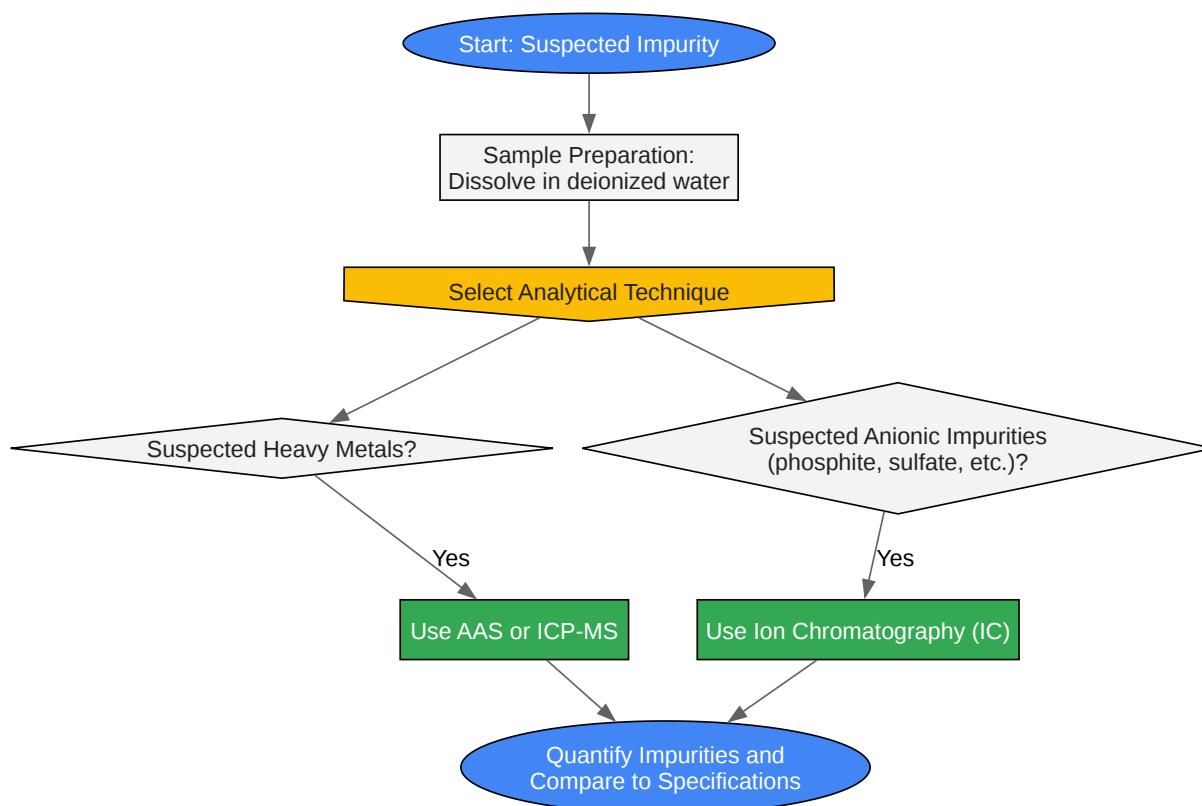 Start: Suspected Impurity
Sample Preparation:
Dissolve in deionized water
Select Analytical Technique
Suspected Heavy Metals?
Suspected Anionic Impurities
(phosphite, sulfate, etc.)?
Yes
Yes
Use AAS or ICP-MS
Use Ion Chromatography (IC)
Quantify Impurities and
Compare to Specifications